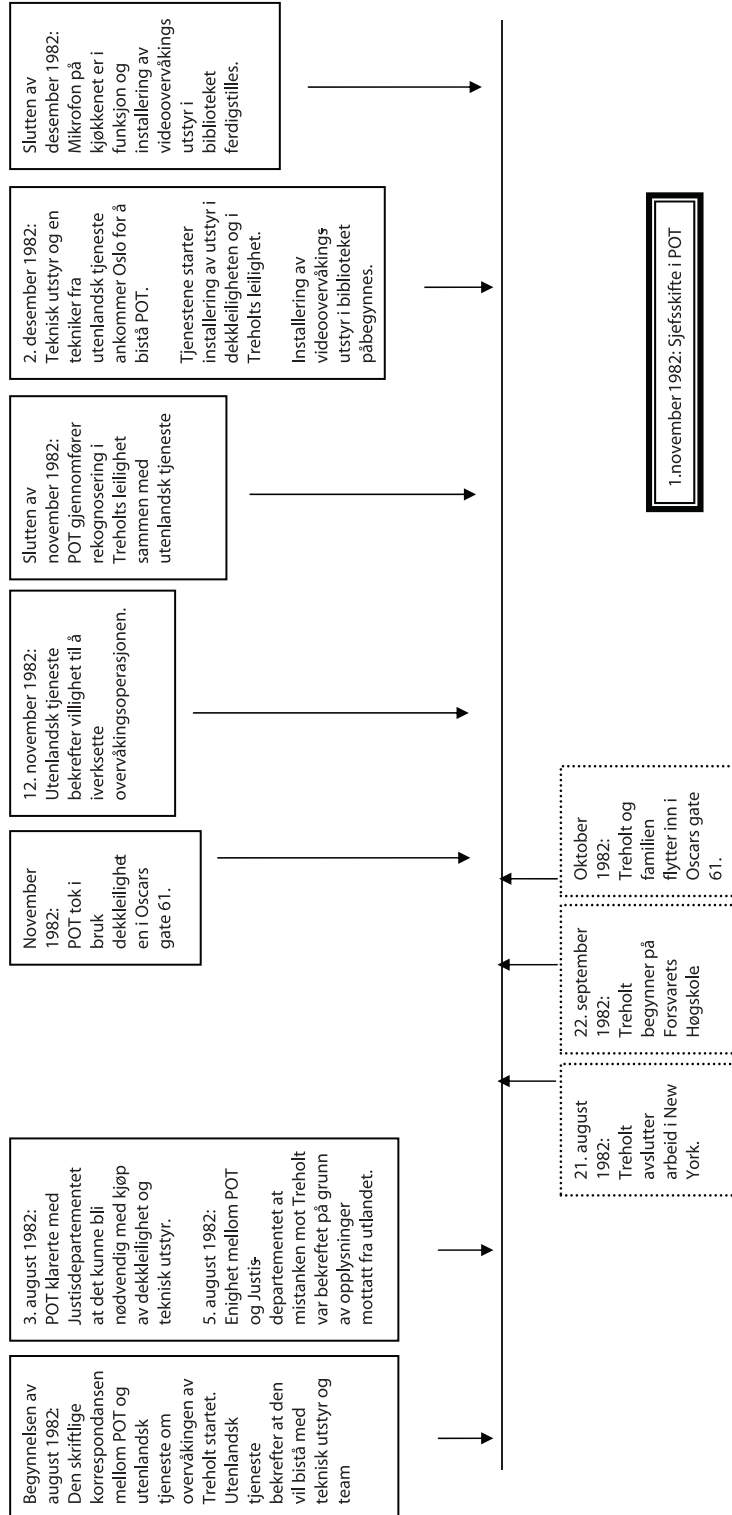 Begynnelsen av
august 1982:
Den skriftlige
korrespondansen
mellom POT og
utenlandsk
tjeneste om
overvåkingen av
Treholt startet.
Utenlandsk
tjeneste
bekrefter at den
vil bistå med
teknisk utstyr og
team
3. august 1982:
POT klarerte med
Justisdepartementet
at det kunne bli
nødvendig med kjøp
av dekkleilighet og
teknisk utstyr.
5. august 1982:
Enighet mellom POT
og Justis-
departementet at
mistanken mot Treholt
var bekreftet på grunn
av opplysninger
mottatt fra utlandet.
November
1982:
POT tok i
bruk
dekkleilighet
en i Oscars
gate 61.
12. november 1982:
Utenlandsk tjeneste
bekrefter villighet til å
iverksette
overvåkingsoperasjonen.
Slutten av
november 1982:
POT gjennomfører
rekognosering i
Treholts leilighet
sammen med
utenlandsk tjeneste
2. desember 1982:
Teknisk utstyr og en
tekniker fra
utenlandsk tjeneste
ankommer Oslo for å
bistå POT.
Tjenestene starter
installering av utstyr i
dekkleiligheten og i
Treholts leilighet.
Installering av
videoovervåkings-
utstyr i biblioteket
påbegynnes.
Slutten av
desember 1982:
Mikrofon på
kjøkkenet er i
funksjon og
installering av
videoovervåkings
utstyr i
biblioteket
ferdigstilles.
21. august
1982:
Treholt
avslutter
arbeid i New
York.
22. september
1982:
Treholt
begynner på
Forsvarets
Høgskole
Oktober
1982:
Treholt og
familien
flytter inn i
Oscars gate
61.
1.november 1982: Sjefsskifte i POT